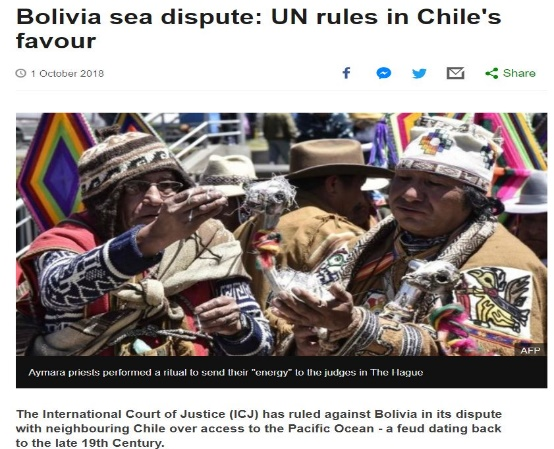 Bolivia sea dispute: UN rules in Chile's
favour
1 October 2018
Share
AFP
Aymara priests performed a ritual to send their "energy" to the judges in The Hague
The International Court of Justice (ICJ) has ruled against Bolivia in its dispute
with neighbouring Chile over access to the Pacific Ocean - a feud dating back
to the late 19th Century.